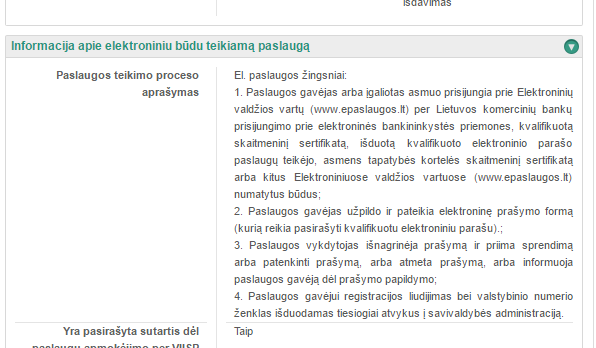 išdavimas
Informacija apie elektroniniu būdu teikiamą paslaugą
Paslaugos teikimo proceso
aprašymas
El. paslaugos žingsniai:
1. Paslaugos gavėjas arba įgaliotas asmuo prisijungia prie Elektroninių
valdžios vartų (www.epaslaugos.lt) per Lietuvos komercinių bankų
prisijungimo prie elektroninės bankininkystės priemones, kvalifikuotą
skaitmeninį sertifikatą, išduotą kvalifikuoto elektroninio parašo
paslaugų teikėjo, asmens tapatybės kortelės skaitmeninį sertifikatą
arba kitus Elektroniniuose valdžios vartuose (www.epaslaugos.lt)
numatytus būdus;
2. Paslaugos gavėjas užpildo ir pateikia elektroninę prašymo formą
(kurią reikia pasirašyti kvalifikuotu elektroniniu parašu).;
3. Paslaugos vykdytojas išnagrinėja prašymą ir priima sprendimą
arba patenkinti prašymą, arba atmeta prašymą, arba informuoja
paslaugos gavėją dėl prašymo papildymo;
4. Paslaugos gavėjui registracijos liudijimas bei valstybinio numerio
ženklas išduodamas tiesiogiai atvykus į savivaldybės administraciją.
Yra pasirašyta sutartis dėl
paslaugų apmokėjimo per VIISP
Taip